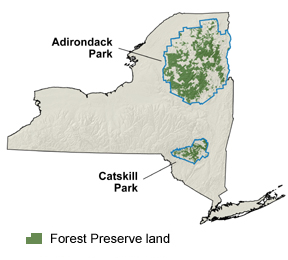 Adirondack
Park
Catskill
Park
Forest Preserve land